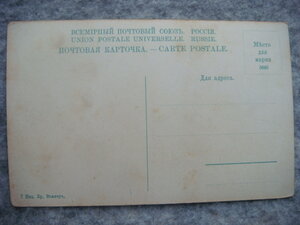 ВСЕМІРНЫЙ ПОЧТОВЫЙ СОЮЗЪ. РОССІЯ.
UNION POSTALE UNIVERSELLE. RUSSIE.
ПОЧТОВАЯ КАРТОЧКА. — CARTE POSTALE.
Мѣсто
для
марки
Для адреса.